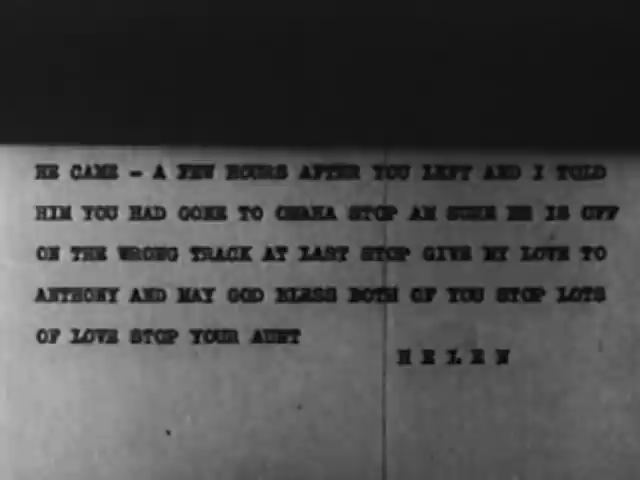 HE CAME - A FEW HOURS AFTER YOU LEFT AND I TOLD
HIM YOU HAD GONE TO OMAHA STOP AM SURE HE IS OFF
ON THE WRONG TRACK AT LAST STOP GIVE MY LOVE TO
ANTHONY AND MAY GOD BLESS BOTH OF YOU STOP LOTS
OF LOVE STOP YOUR AUNT
HELEN